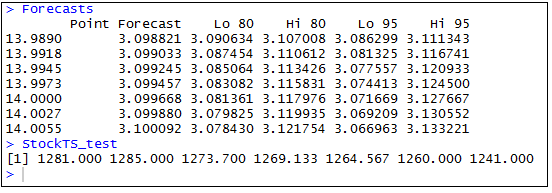 > Forecasts
Point Forecast Lo 80 Hi 80 Lo 95 Hi 95
13.9890 3.098821 3.090634 3.107008 3.086299 3.111343
13.9918 3.099033 3.087454 3.110612 3.081325 3.116741
13.9945 3.099245 3.085064 3.113426 3.077557 3.120933
13.9973 3.099457 3.083082 3.115831 3.074413 3.124500
14.0000 3.099668 3.081361 3.117976 3.071669 3.127667
14.0027 3.099880 3.079825 3.119935 3.069209 3.130552
14.0055 3.100092 3.078430 3.121754 3.066963 3.133221
> StockTS_test
[1] 1281.000 1285.000 1273.700 1269.133 1264.567 1260.000 1241.000
>